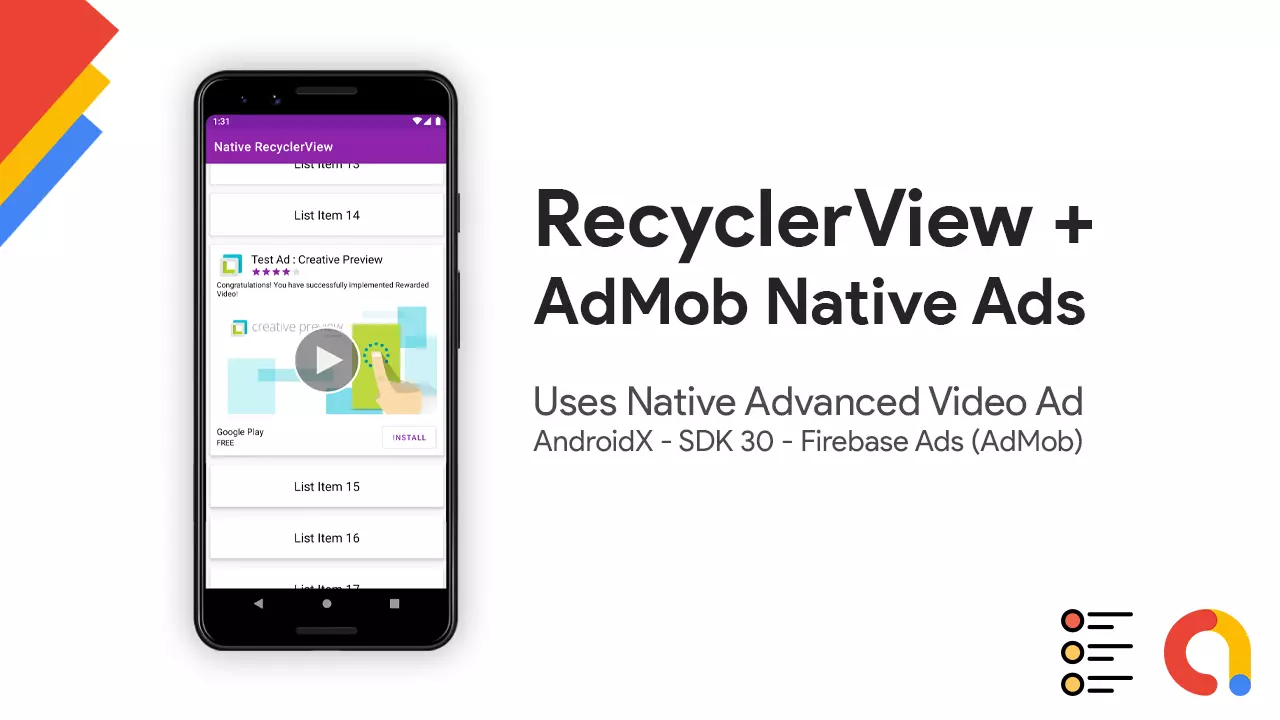 1:31
Native RecyclerView
List Item 13
List Item 14
Test Ad : Creative Preview
Congratulations! You have successfully implemented Rewarded
Video!
creative preview
Google Play
FREE
INSTALL
List Item 15
List Item 16
List Item 17
RecyclerView +
AdMob Native Ads
Uses Native Advanced Video Ad
AndroidX - SDK 30 - Firebase Ads (AdMob)